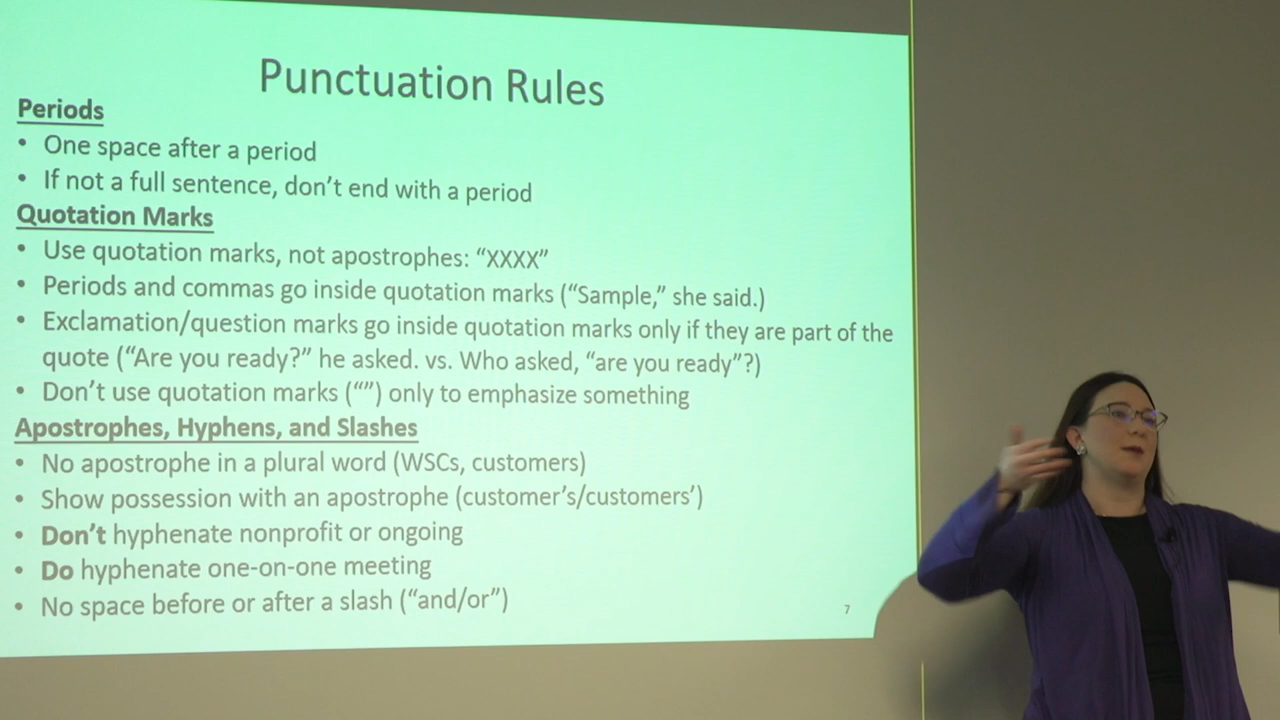 Punctuation Rules
Periods
• One space after a period
• If not a full sentence, don’t end with a period
Quotation Marks
• Use quotation marks, not apostrophes: “XXXX”
• Periods and commas go inside quotation marks (“Sample,” she said.)
• Exclamation/question marks go inside quotation marks only if they are part of the
quote (“Are you ready?” he asked. vs. Who asked, “are you ready”?)
• Don’t use quotation marks (“”) only to emphasize something
Apostrophes, Hyphens, and Slashes
• No apostrophe in a plural word (WSCs, customers)
• Show possession with an apostrophe (customer’s/customers’)
• Don’t hyphenate nonprofit or ongoing
• Do hyphenate one-on-one meeting
• No space before or after a slash (“and/or”)
7